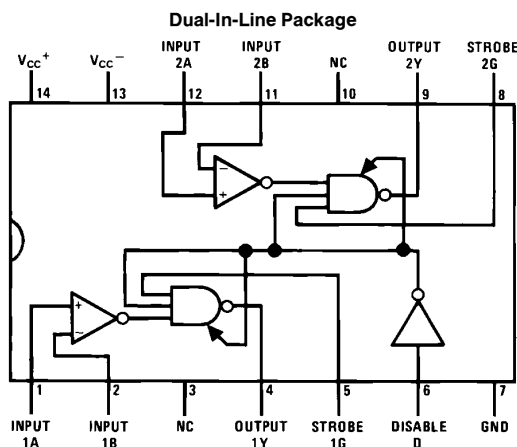 Dual-In-Line Package
VCC+
VCC−
INPUT 2A
INPUT 2B
NC
OUTPUT 2Y
STROBE 2G
14
13
12
11
10
9
8
−
+
+
−
1
2
3
4
5
6
7
INPUT 1A
INPUT 1B
NC
OUTPUT 1Y
STROBE 1G
DISABLE D
GND